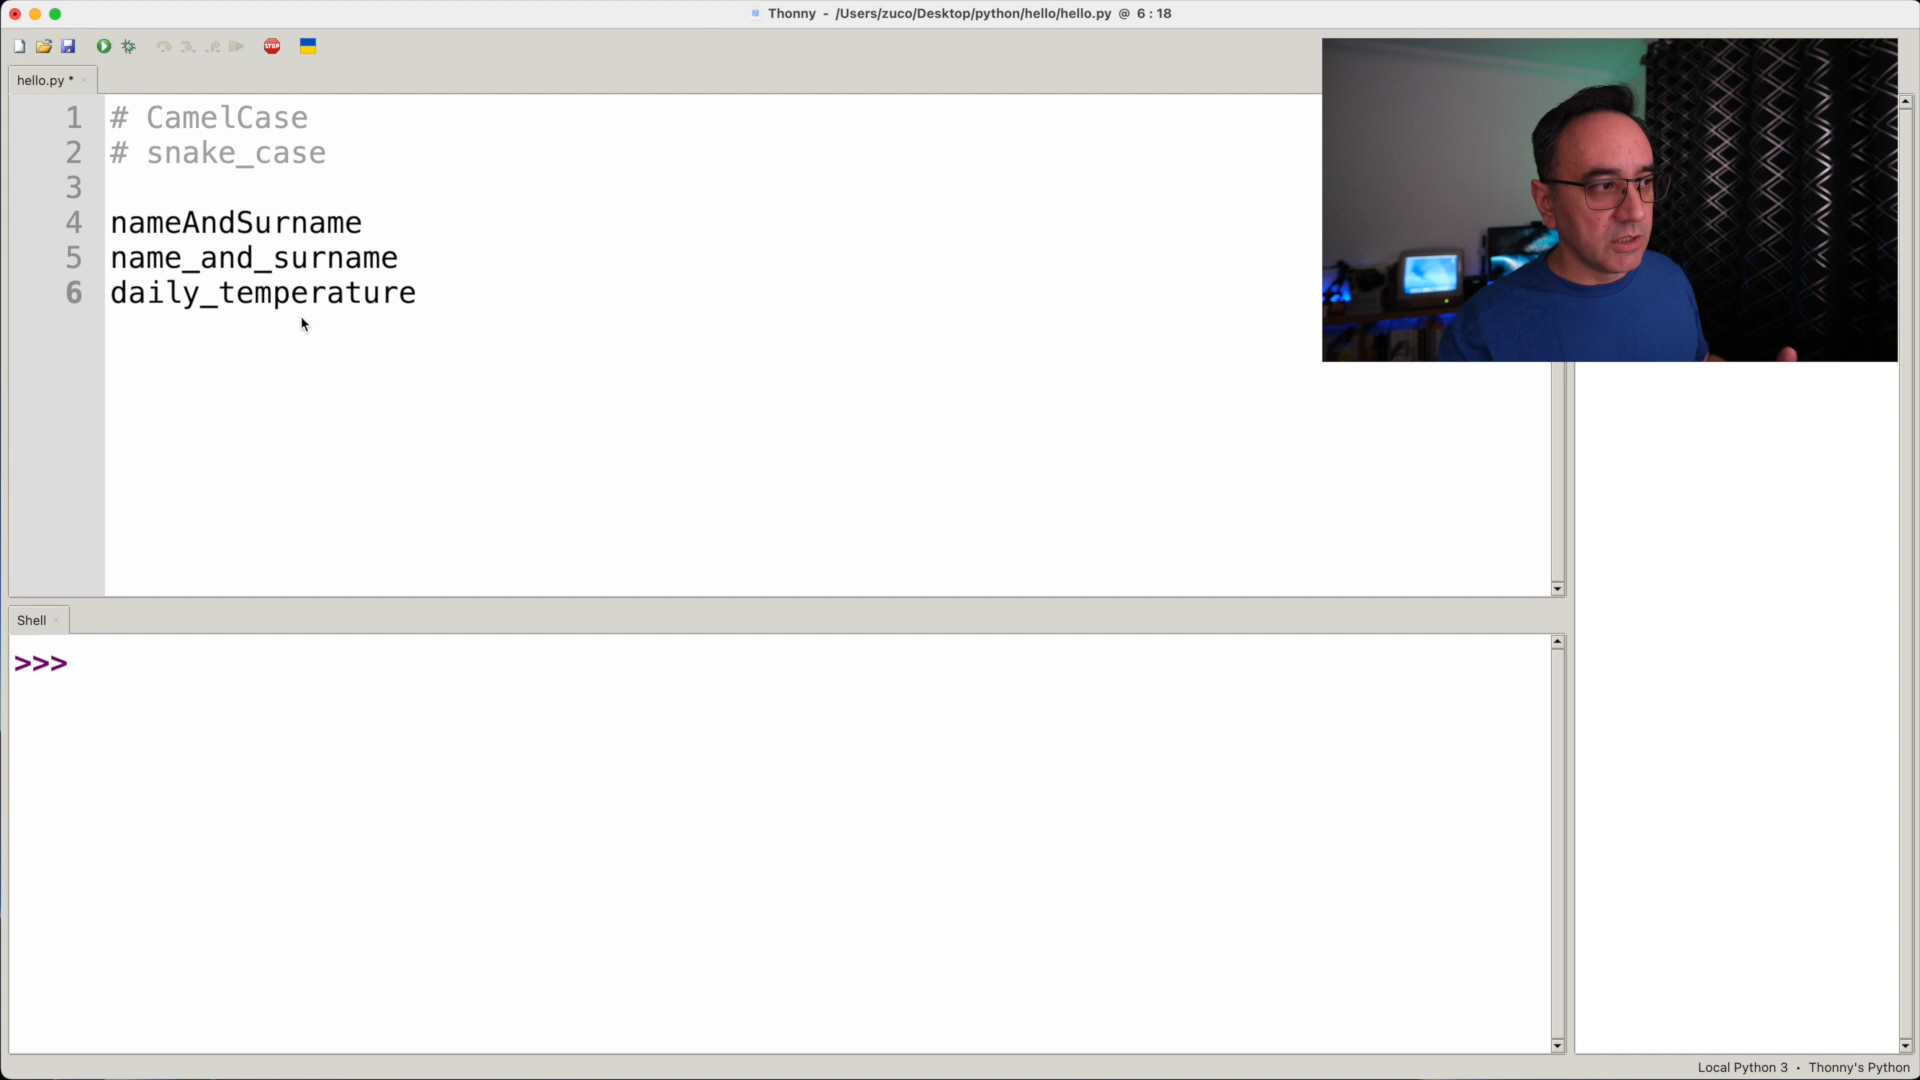 Thonny - /Users/zuco/Desktop/python/hello/hello.py @ 6 : 18
STOP
hello.py *
1 # CamelCase
2 # snake_case
3
4 nameAndSurname
5 name_and_surname
6 daily_temperature
Shell
>>>
Local Python 3 • Thonny's Python